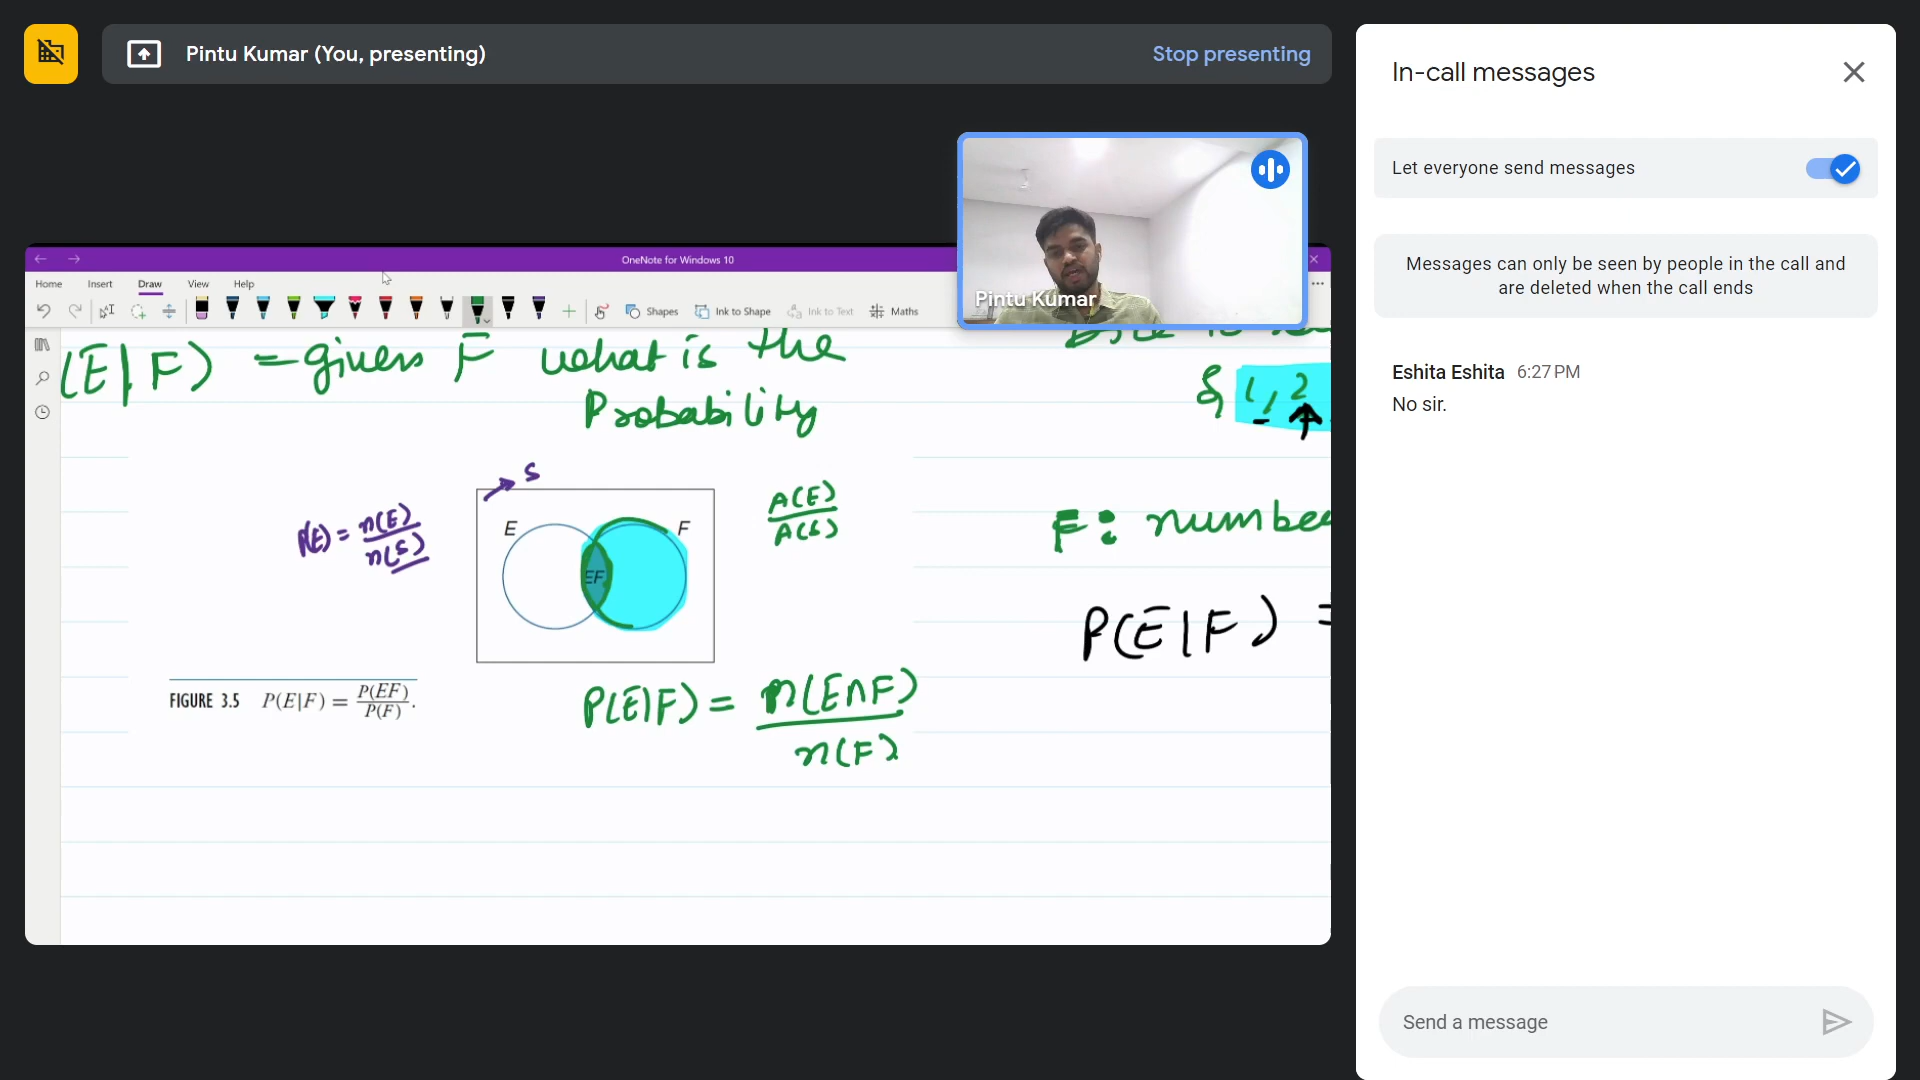 Pintu Kumar (You, presenting)
Stop presenting
In-call messages
Let everyone send messages
Messages can only be seen by people in the call and
are deleted when the call ends
Eshita Eshita 6:27 PM
No sir.
Send a message
Pintu Kumar
OneNote for Windows 10
Home Insert Draw View Help
Shapes Ink to Shape Ink to Text Maths
(E|F) = given F what is the
Probability
{ 1, 2
S
P(E) = n(E)
n(S)
E F
EF
A(E)
A(S)
F: number
P(E|F) =
FIGURE 3.5 P(E|F) = P(EF)
P(F) .
P(E|F) = n(E∩F)
n(F)